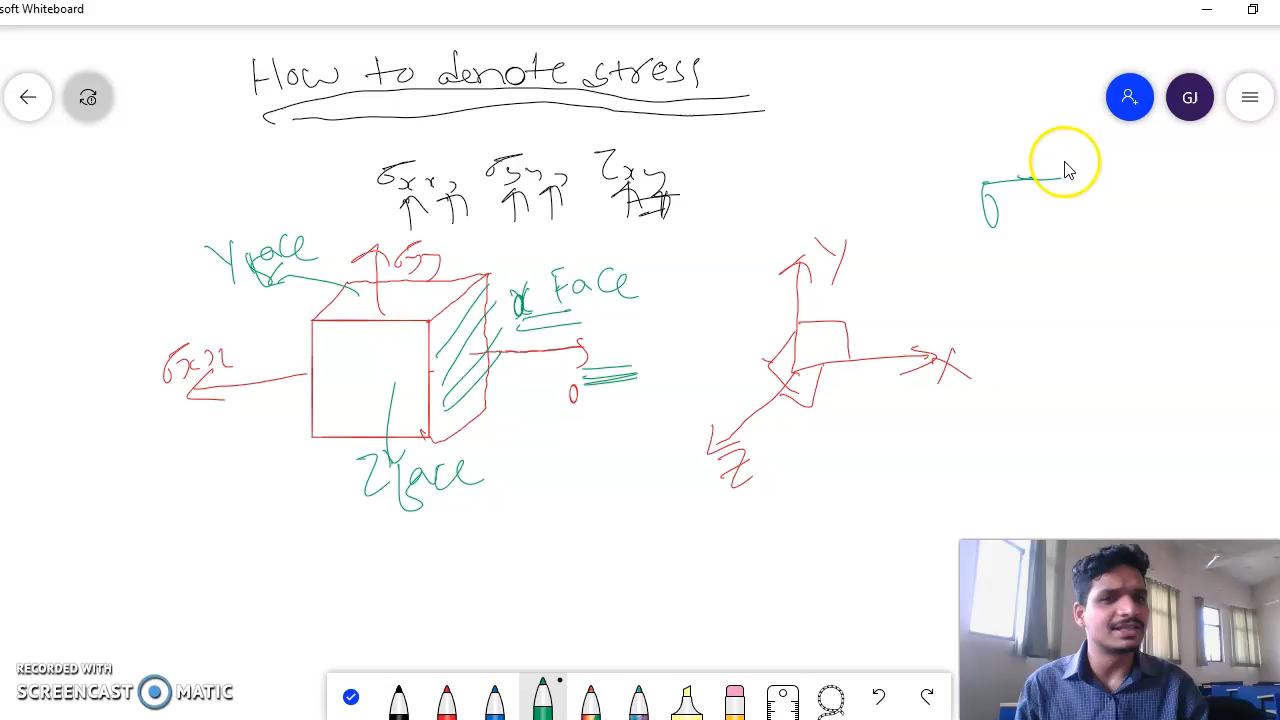 soft Whiteboard
How to denote stress
σxx, σyy, τxy
GJ
Y Face
σyy
x Face
Y
σxx
σ
X
Z face
Z
σ
RECORDED WITH
SCREENCAST MATIC